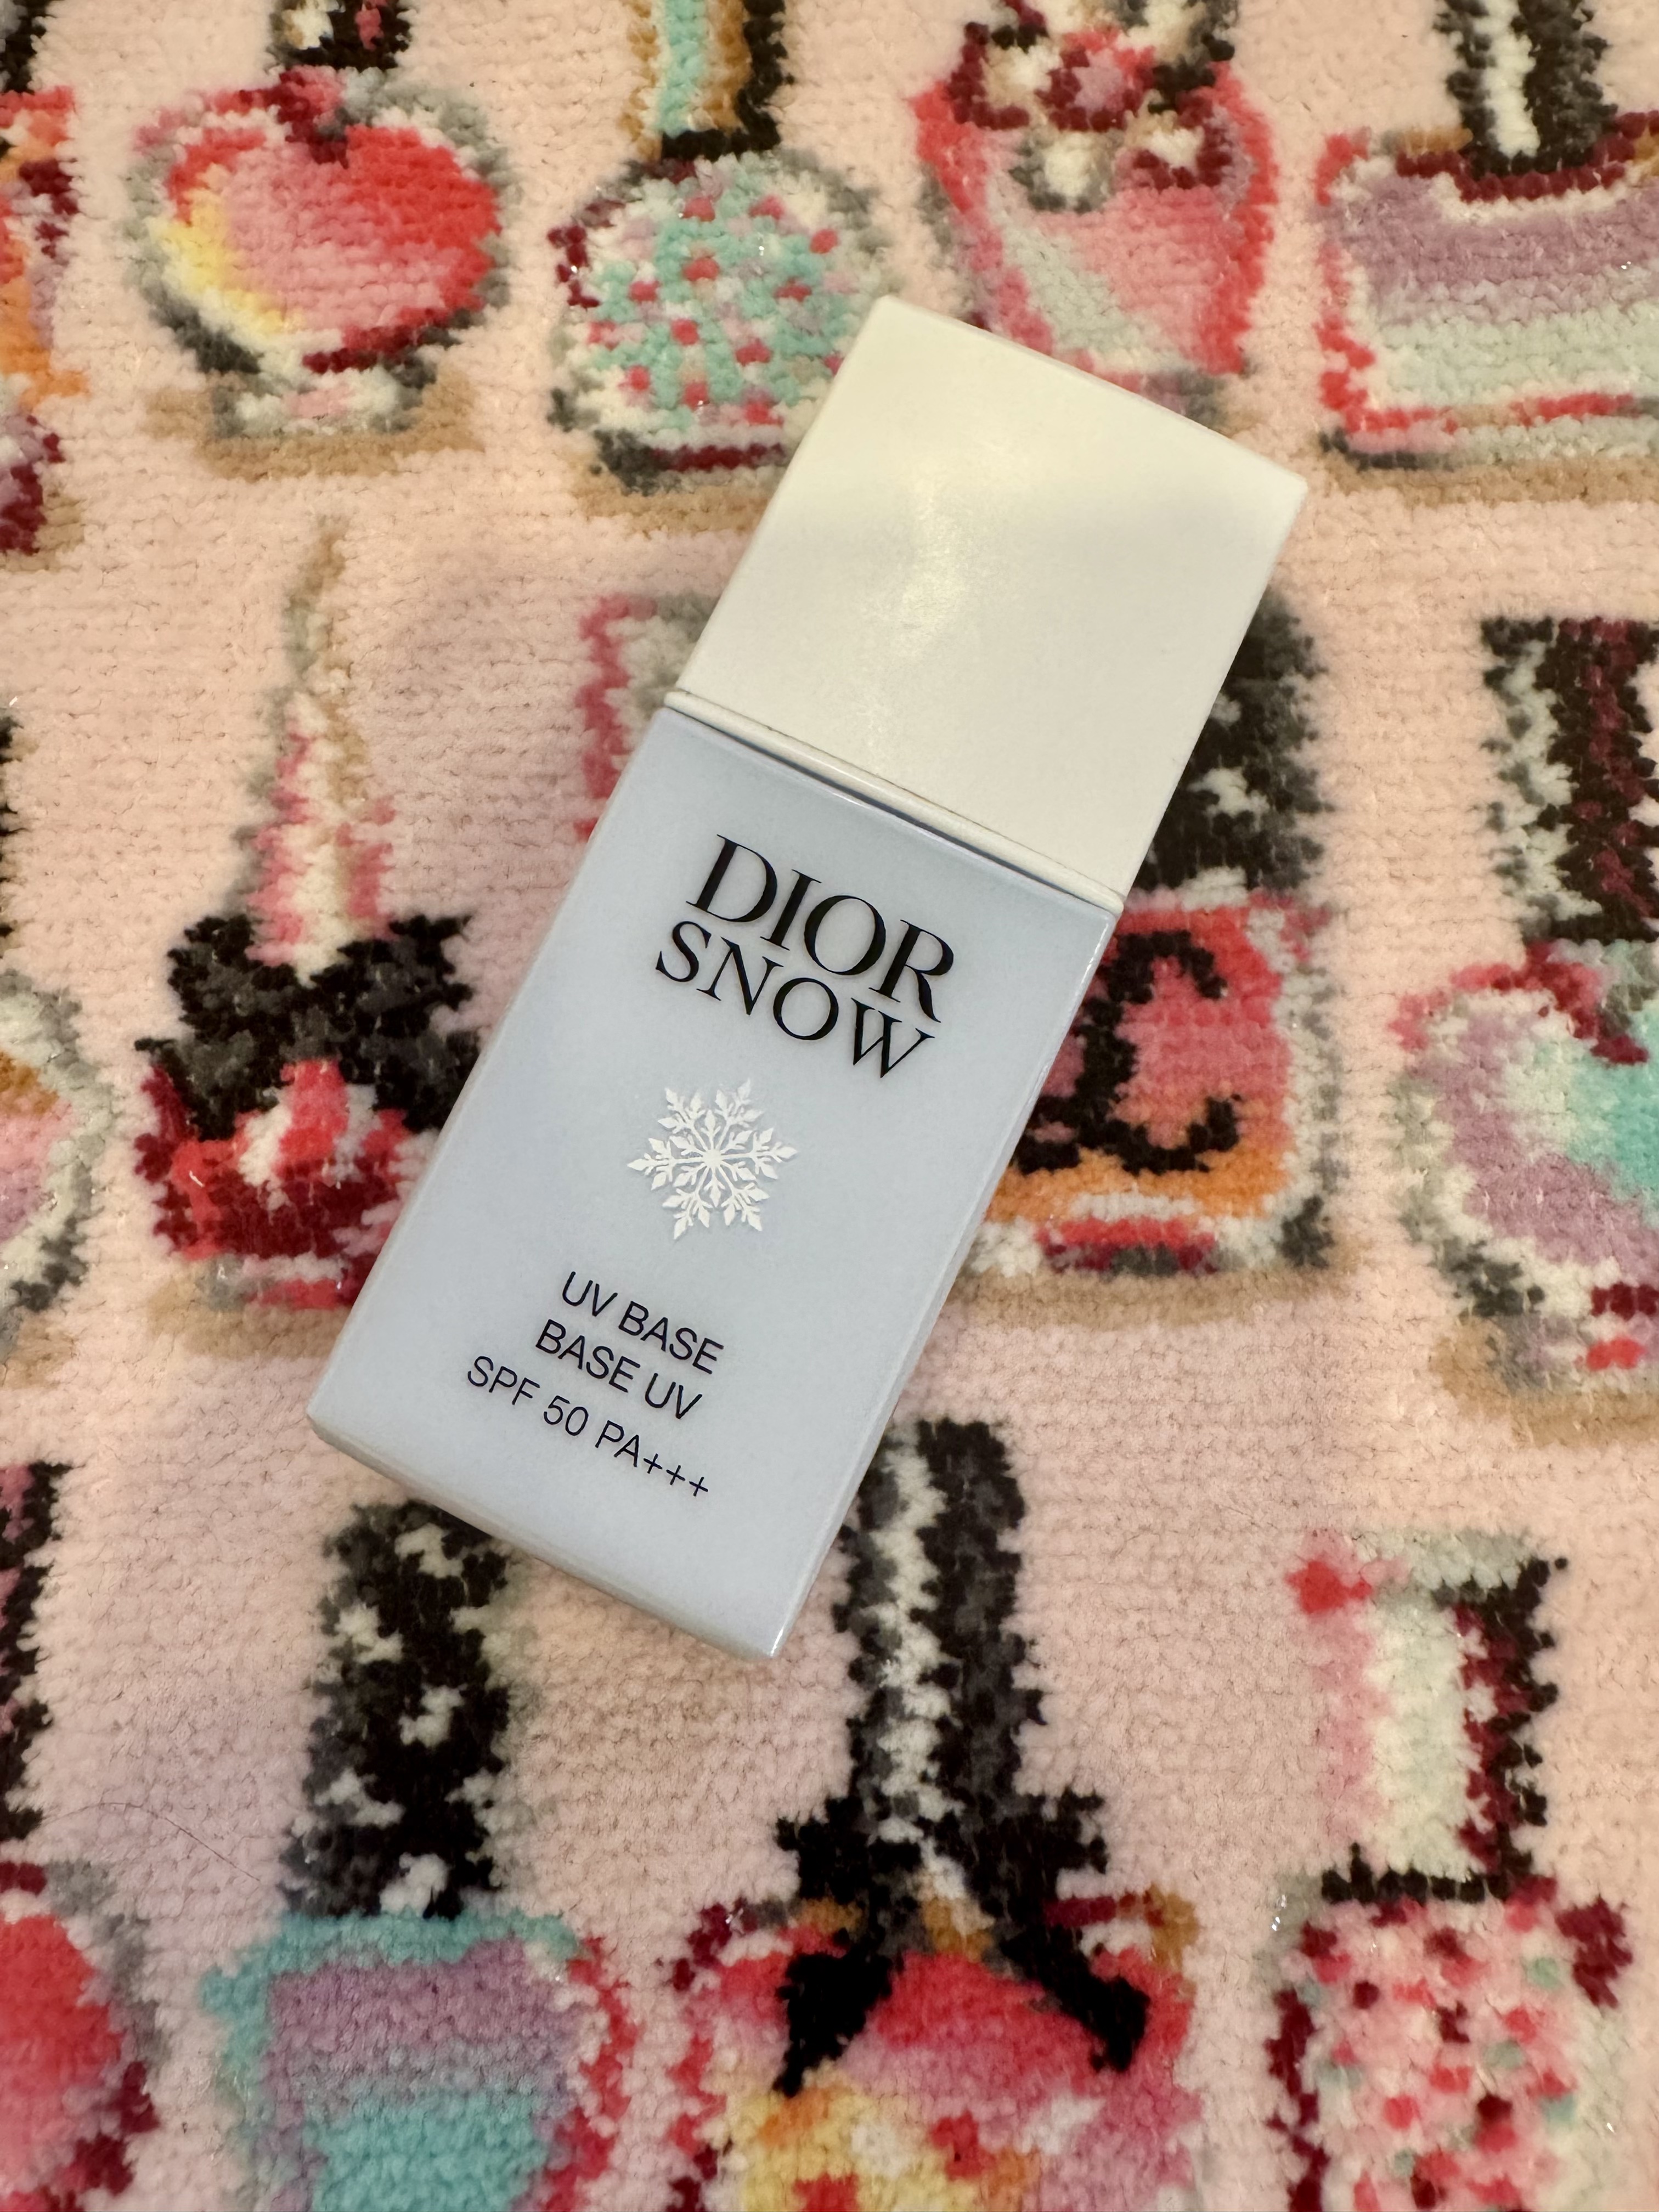 DIOR
SNOW
UV BASE
BASE UV
SPF 50 PA+++